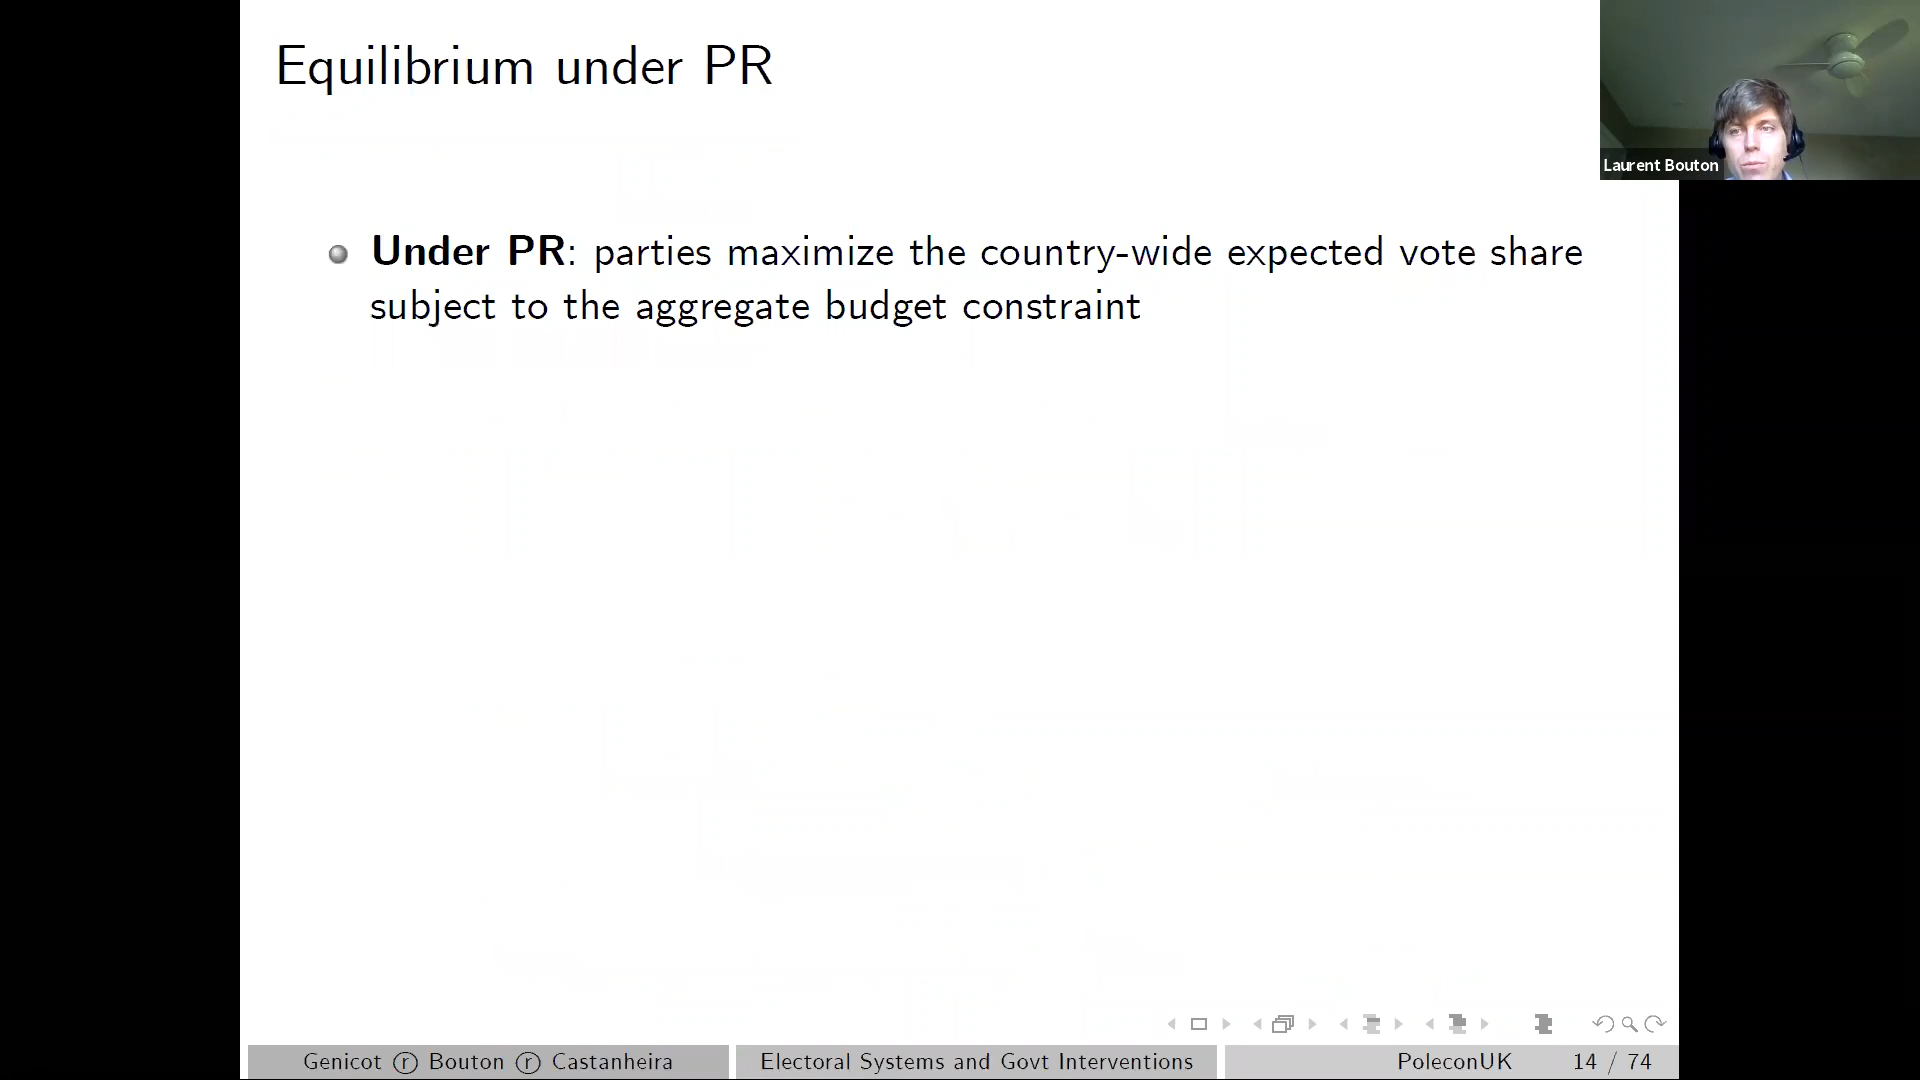 Equilibrium under PR
Laurent Bouton
Under PR: parties maximize the country-wide expected vote share
subject to the aggregate budget constraint
Genicot ⓡ Bouton ⓡ Castanheira
Electoral Systems and Govt Interventions
PoleconUK
14 / 74